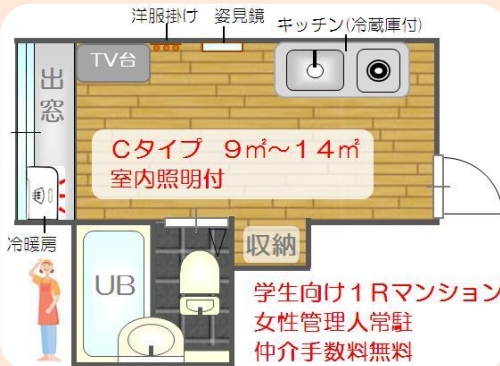 洋服掛け 姿見鏡
キッチン(冷蔵庫付)
TV台
出窓
Cタイプ 9㎡～14㎡
室内照明付
冷暖房
収納
UB
学生向け1Rマンション
女性管理人常駐
仲介手数料無料